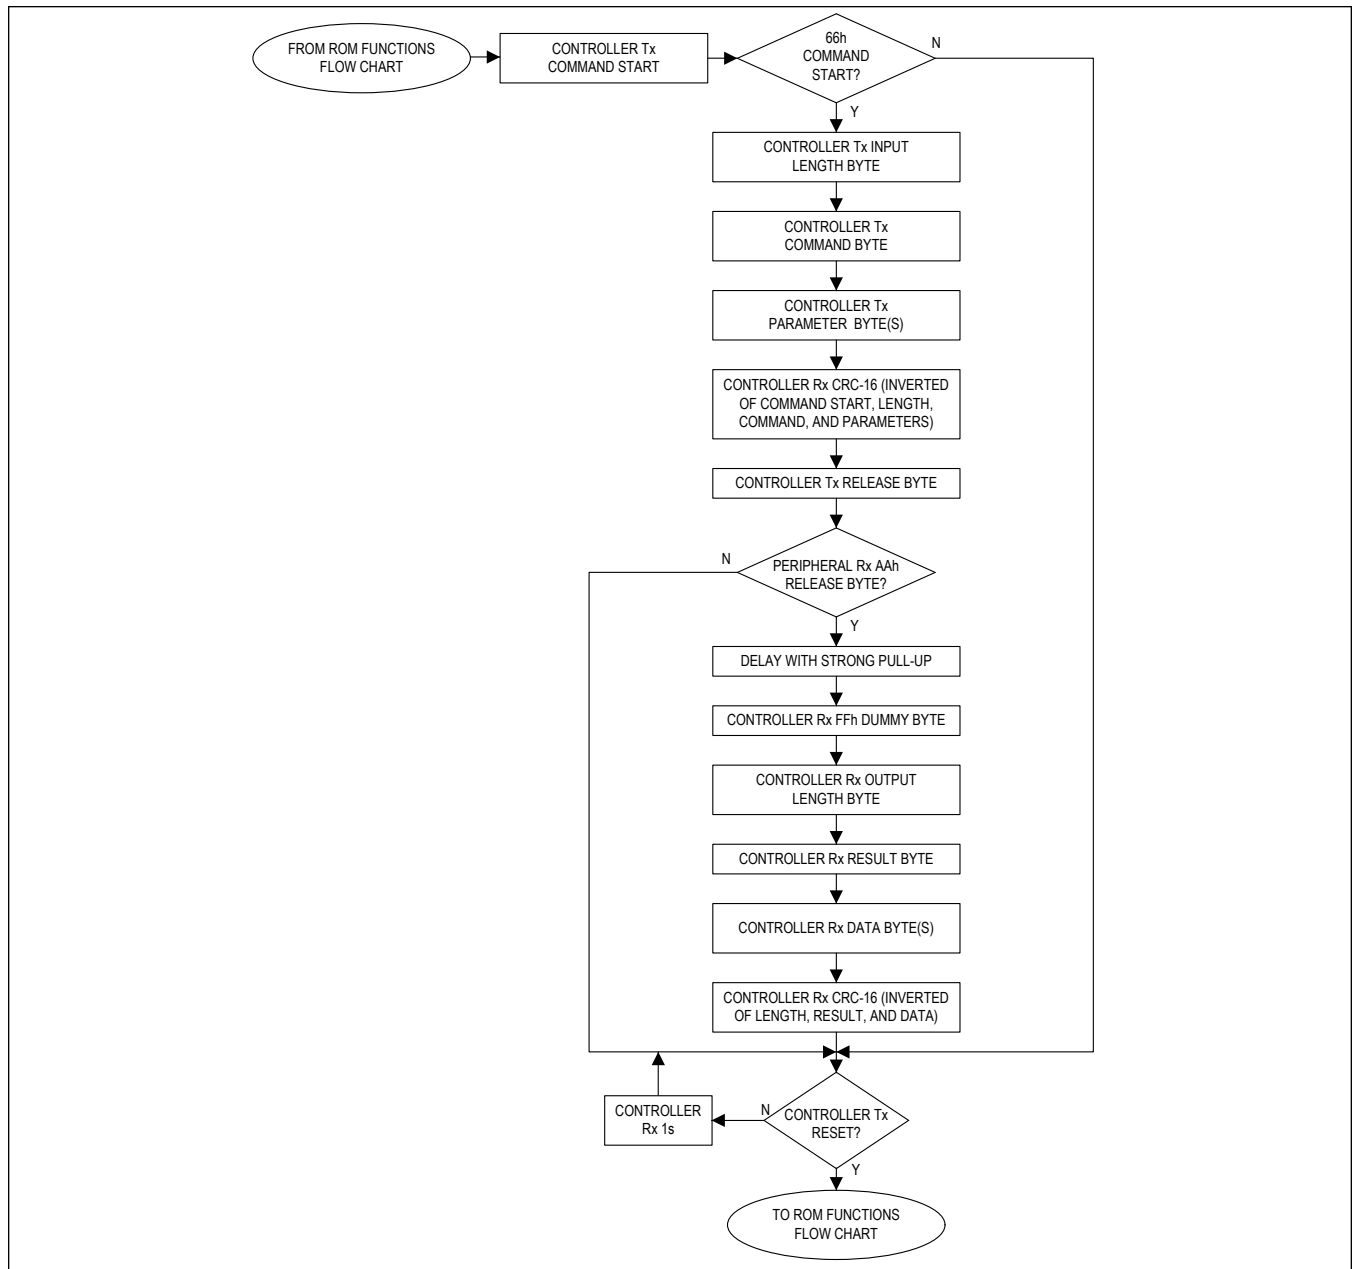 FROM ROM FUNCTIONS
FLOW CHART
CONTROLLER Tx
COMMAND START
66h
COMMAND
START?
N
Y
CONTROLLER Tx INPUT
LENGTH BYTE
CONTROLLER Tx
COMMAND BYTE
CONTROLLER Tx
PARAMETER BYTE(S)
CONTROLLER Rx CRC-16 (INVERTED
OF COMMAND START, LENGTH,
COMMAND, AND PARAMETERS)
CONTROLLER Tx RELEASE BYTE
N
PERIPHERAL Rx AAh
RELEASE BYTE?
Y
DELAY WITH STRONG PULL-UP
CONTROLLER Rx FFh DUMMY BYTE
CONTROLLER Rx OUTPUT
LENGTH BYTE
CONTROLLER Rx RESULT BYTE
CONTROLLER Rx DATA BYTE(S)
CONTROLLER Rx CRC-16 (INVERTED
OF LENGTH, RESULT, AND DATA)
CONTROLLER
Rx 1s
N
CONTROLLER Tx
RESET?
Y
TO ROM FUNCTIONS
FLOW CHART